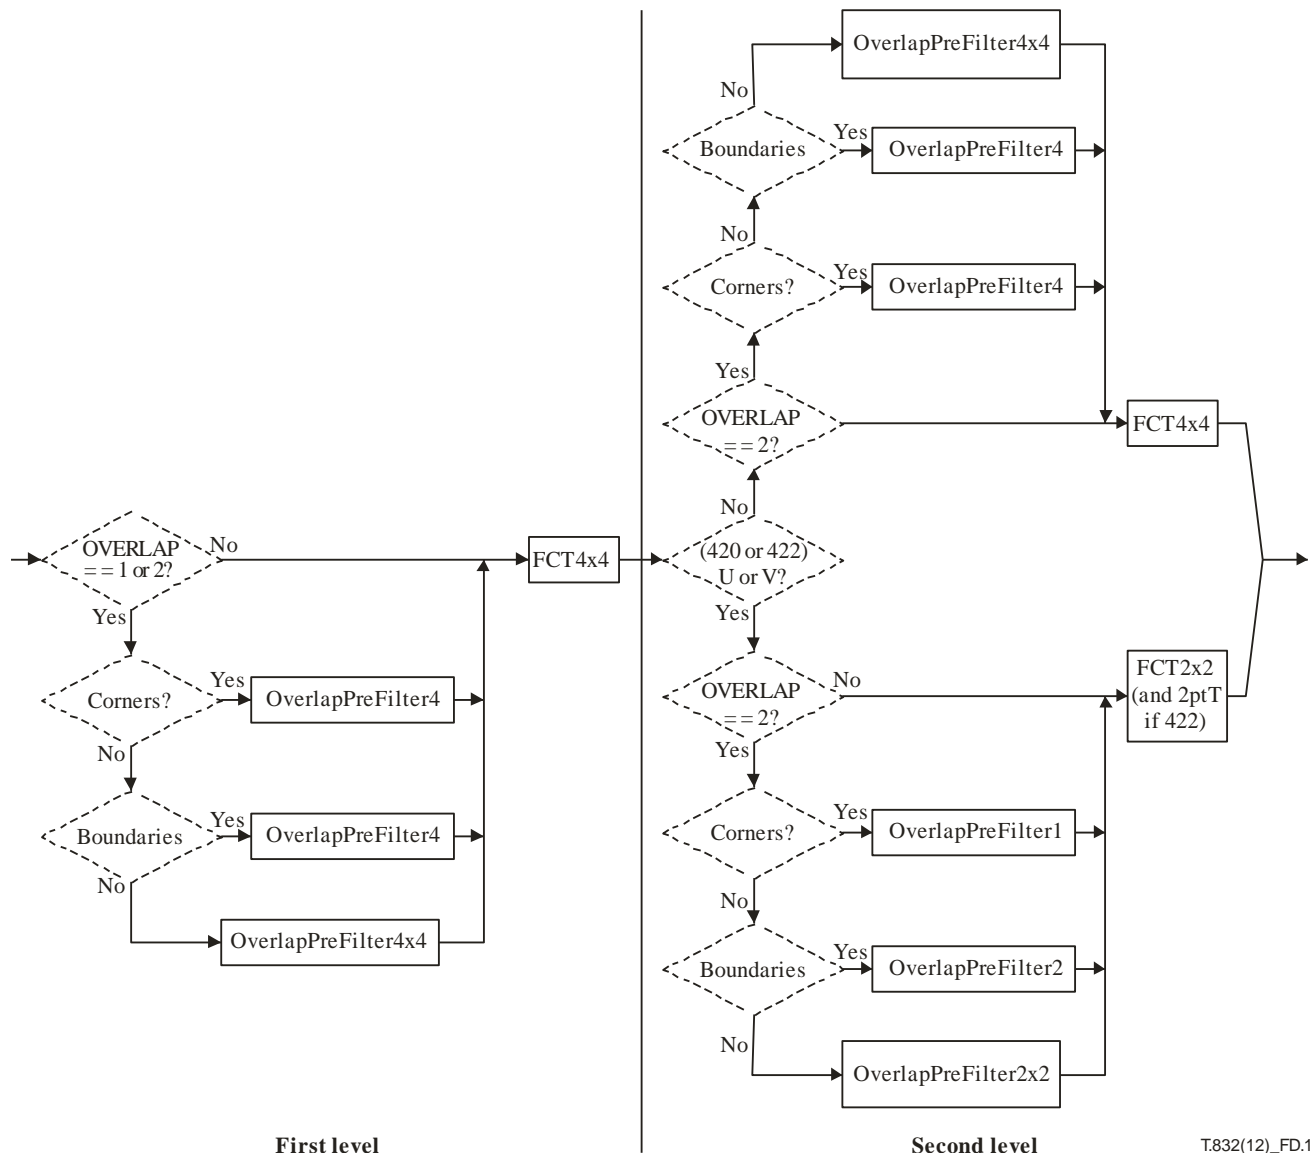 OverlapPreFilter4x4
No
Boundaries
Yes
OverlapPreFilter4
No
Corners?
Yes
OverlapPreFilter4
Yes
OVERLAP
= = 2?
FCT4x4
No
OVERLAP
= = 1 or 2?
No
FCT4x4
(420 or 422)
U or V?
Yes
Yes
Corners?
Yes
OverlapPreFilter4
OVERLAP
= = 2?
No
FCT2x2
(and 2ptT
if 422)
No
Yes
Boundaries
Yes
OverlapPreFilter4
Corners?
Yes
OverlapPreFilter1
No
No
OverlapPreFilter4x4
Boundaries
Yes
OverlapPreFilter2
No
OverlapPreFilter2x2
First level
Second level
T.832(12)_FD.1